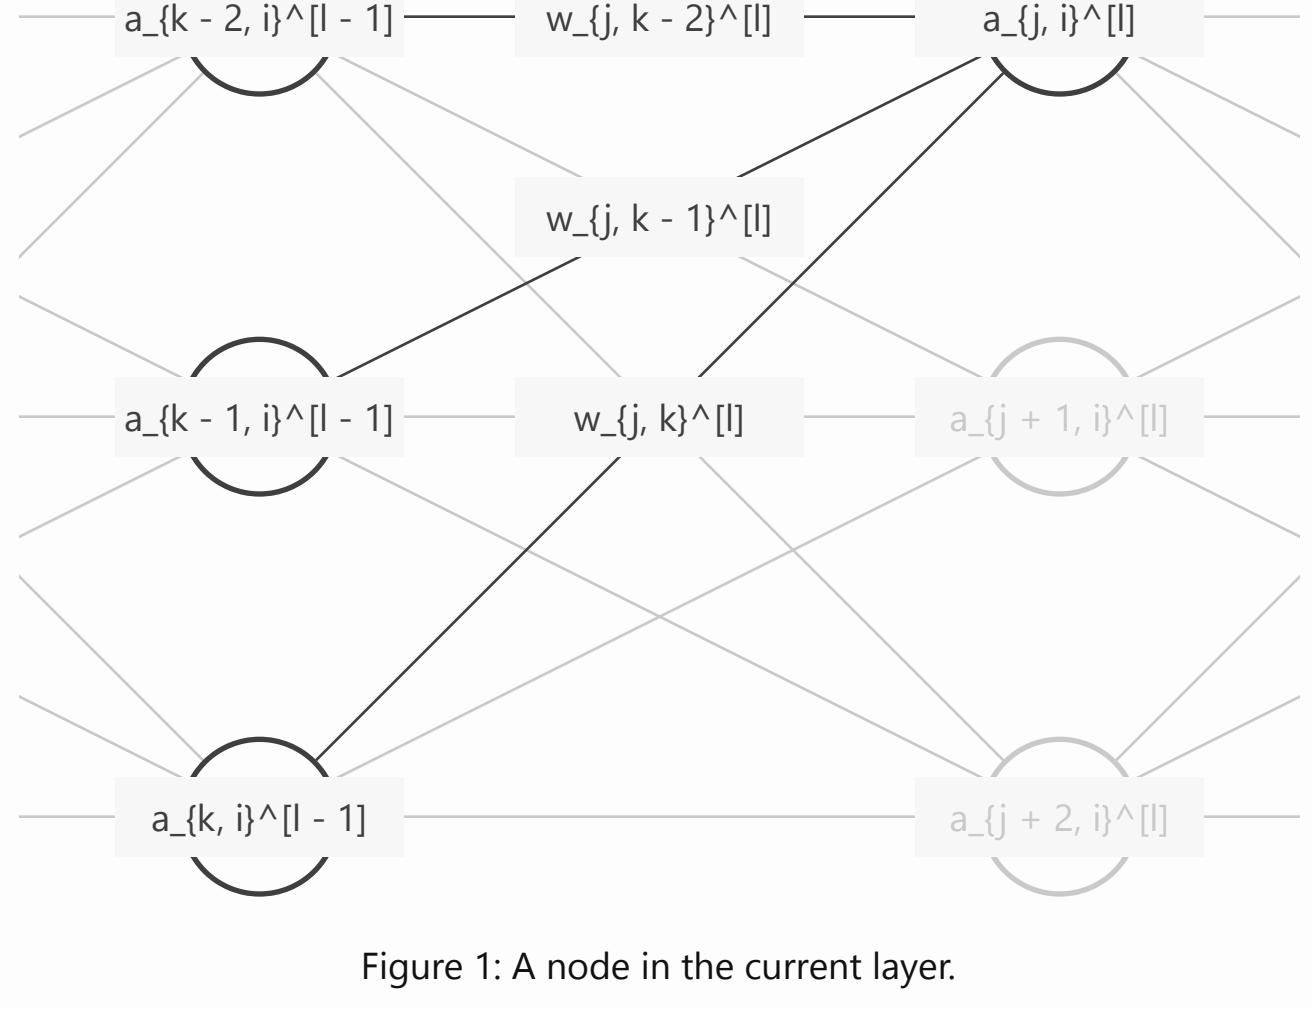 a_{k - 2, i}^[l - 1] w_{j, k - 2}^[l] a_{j, i}^[l]
w_{j, k - 1}^[l]
a_{k - 1, i}^[l - 1] w_{j, k}^[l] a_{j + 1, i}^[l]
a_{k, i}^[l - 1] a_{j + 2, i}^[l]
Figure 1: A node in the current layer.